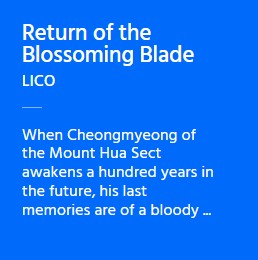 Return of the
Blossoming Blade
LICO
When Cheongmyeong of
the Mount Hua Sect
awakens a hundred years in
the future, his last
memories are of a bloody ...